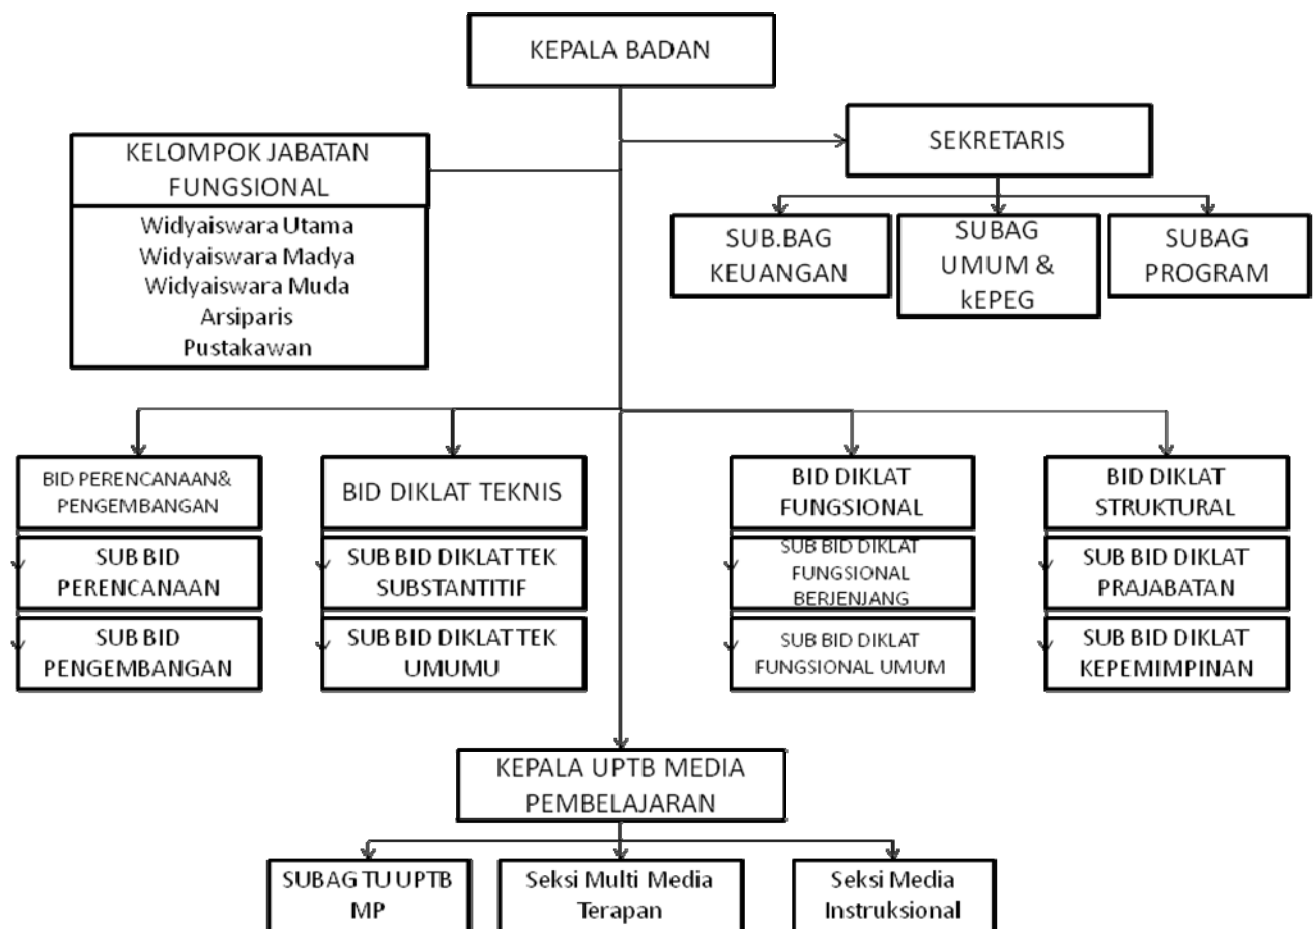 KEPALA BADAN
SEKRETARIS
KELOMPOK JABATAN
FUNGSIONAL
Widyaiswara Utama
Widyaiswara Madya
Widyaiswara Muda
Arsiparis
Pustakawan
SUB.BAG
KEUANGAN
SUBAG
UMUM &
kEPEG
SUBAG
PROGRAM
BID PERENCANAAN&
PENGEMBANGAN
SUB BID
PERENCANAAN
SUB BID
PENGEMBANGAN
BID DIKLAT TEKNIS
SUB BID DIKLAT TEK
SUBSTANTITIF
SUB BID DIKLAT TEK
UMUMU
BID DIKLAT
FUNGSIONAL
SUB BID DIKLAT
FUNGSIONAL
BERJENJANG
SUB BID DIKLAT
FUNGSIONAL UMUM
BID DIKLAT
STRUKTURAL
SUB BID DIKLAT
PRAJABATAN
SUB BID DIKLAT
KEPEMIMPINAN
KEPALA UPTB MEDIA
PEMBELAJARAN
SUBAG TU UPTB
MP
Seksi Multi Media
Terapan
Seksi Media
Instruksional